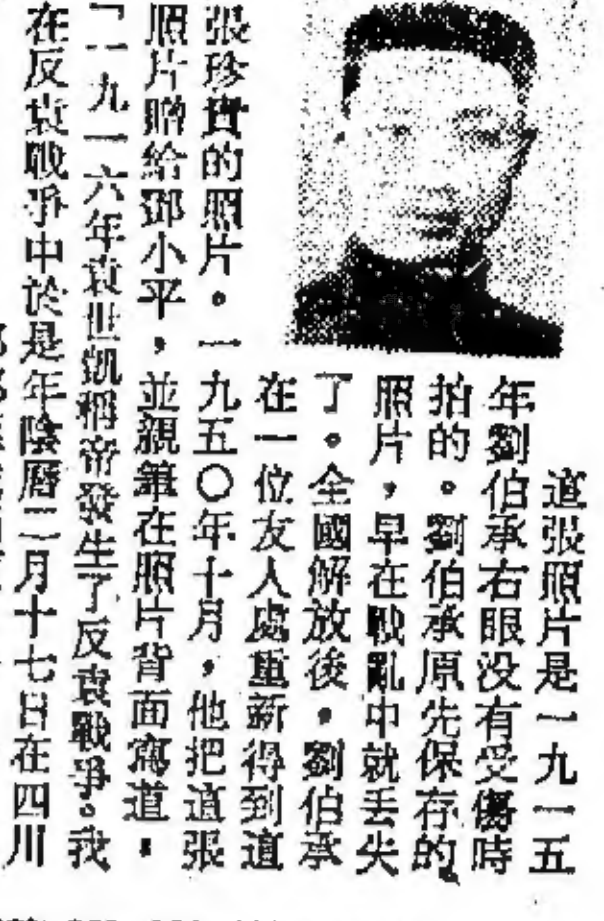 這張照片是一九一五
年劉伯承右眼没有受傷時
拍的。劉伯承原先保存的
照片，早在戰亂中就丢失
了。全國解放後，劉伯承
在一位友人處重新得到這
張珍貴的照片。一九五〇年十月，他把這張
照片贈給鄧小平，並親筆在照片背面寫道：
「一九一六年袁世凱稱帝發生了反袁戰爭。我
在反袁戰爭中於是年陰曆二月十七日在四川